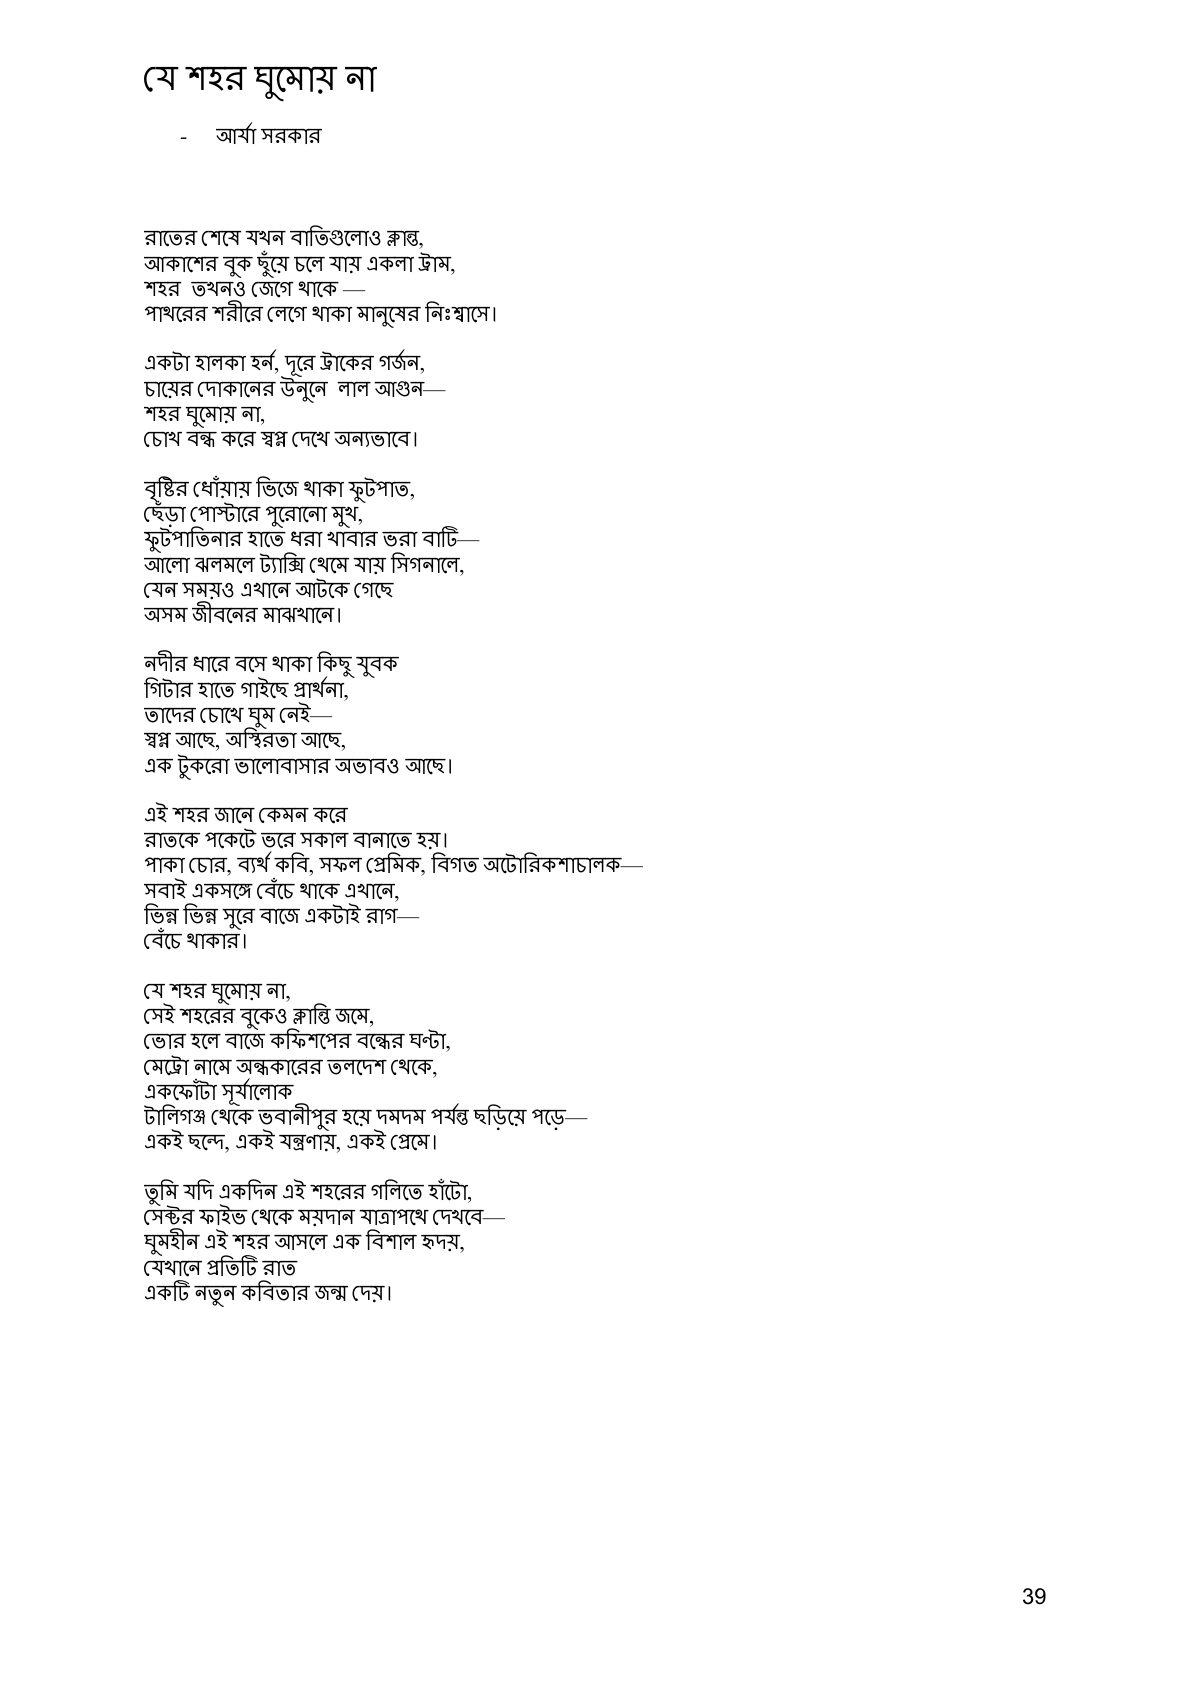 যে শহর ঘুমোয় না
- আর্যা সরকার
রাতের শেষে যখন বাতিগুলোও ক্লান্ত,
আকাশের বুক ছুঁয়ে চলে যায় একলা ট্রাম,
শহর  তখনও জেগে থাকে —
পাথরের শরীরে লেগে থাকা মানুষের নিঃশ্বাসে।
একটা হালকা হর্ন, দূরে ট্রাকের গর্জন,
চায়ের দোকানের উনুনে  লাল আগুন—
শহর ঘুমোয় না,
চোখ বন্ধ করে স্বপ্ন দেখে অন্যভাবে।
বৃষ্টির ধোঁয়ায় ভিজে থাকা ফুটপাত,
ছেঁড়া পোস্টারে পুরোনো মুখ,
ফুটপাতিনার হাতে ধরা খাবার ভরা বাটি—
আলো ঝলমলে ট্যাক্সি থেমে যায় সিগনালে,
যেন সময়ও এখানে আটকে গেছে
অসম জীবনের মাঝখানে।
নদীর ধারে বসে থাকা কিছু যুবক
গিটার হাতে গাইছে প্রার্থনা,
তাদের চোখে ঘুম নেই—
স্বপ্ন আছে, অস্থিরতা আছে,
এক টুকরো ভালোবাসার অভাবও আছে।
এই শহর জানে কেমন করে
রাতকে পকেটে ভরে সকাল বানাতে হয়।
পাকা চোর, ব্যর্থ কবি, সফল প্রেমিক, বিগত অটোরিকশাচালক—
সবাই একসঙ্গে বেঁচে থাকে এখানে,
ভিন্ন ভিন্ন সুরে বাজে একটাই রাগ—
বেঁচে থাকার।
যে শহর ঘুমোয় না,
সেই শহরের বুকেও ক্লান্তি জমে,
ভোর হলে বাজে কফিশপের বন্ধের ঘণ্টা,
মেট্রো নামে অন্ধকারের তলদেশ থেকে,
একফোঁটা সূর্যালোক
টালিগঞ্জ থেকে ভবানীপুর হয়ে দমদম পর্যন্ত ছড়িয়ে পড়ে—
একই ছন্দে, একই যন্ত্রণায়, একই প্রেমে।
তুমি যদি একদিন এই শহরের গলিতে হাঁটো,
সেক্টর ফাইভ থেকে ময়দান যাত্রাপথে দেখবে—
ঘুমহীন এই শহর আসলে এক বিশাল হৃদয়,
যেখানে প্রতিটি রাত
একটি নতুন কবিতার জন্ম দেয়।
39